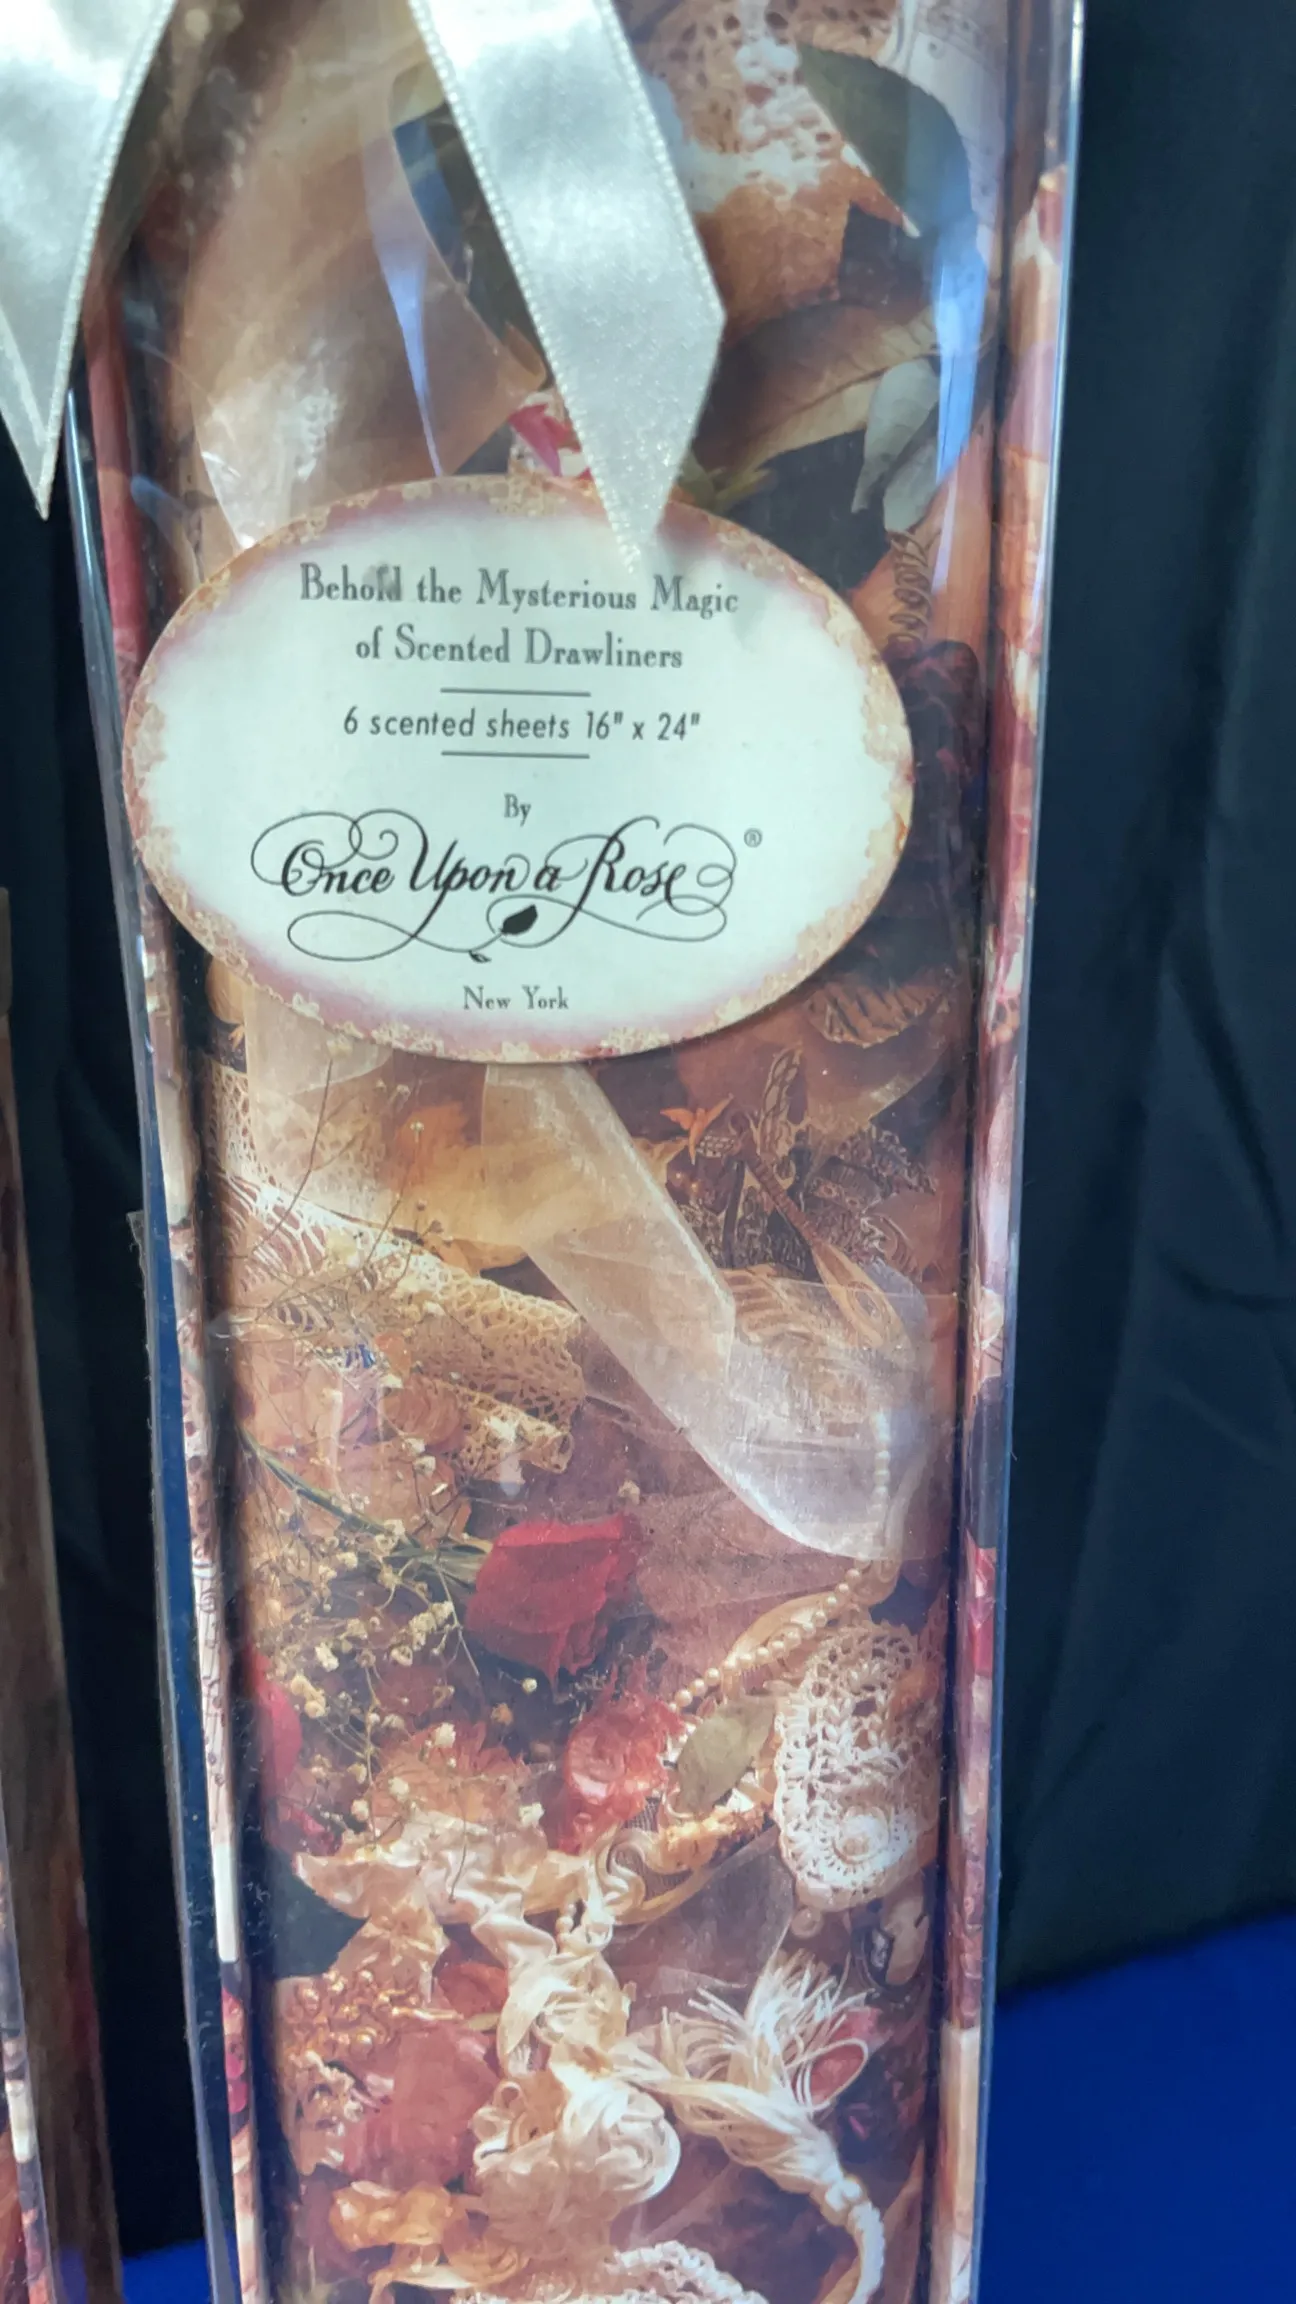 Behold the Mysterious Magic
of Scented Drawliners
6 scented sheets 16" x 24"
By
Once Upon a Rose®
New York